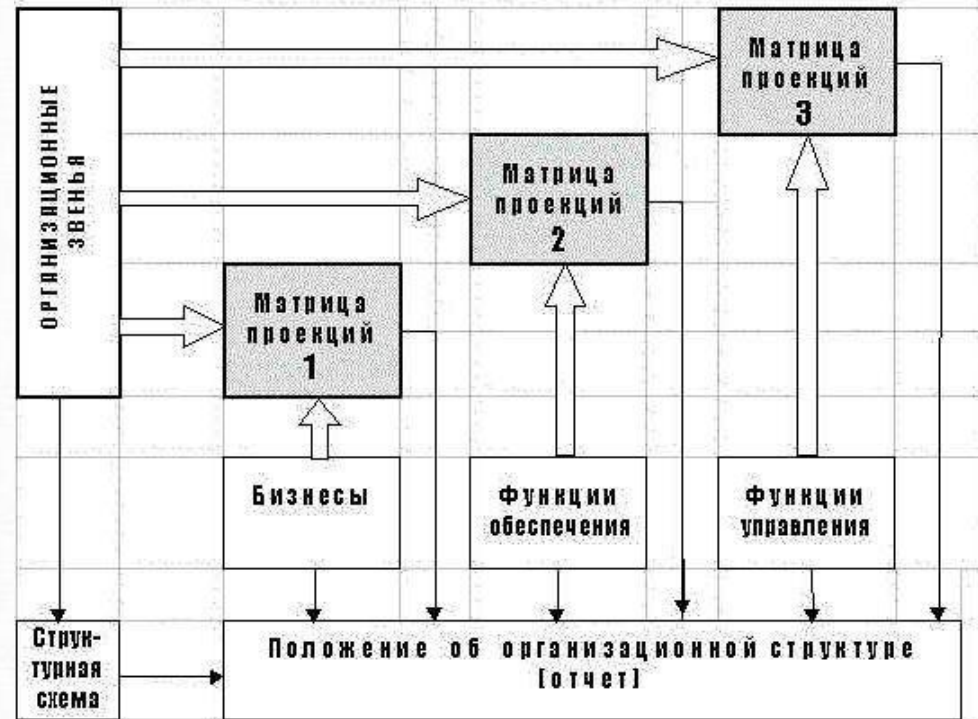 ОРГАНИЗАЦИОННЫЕ
ЗВЕНЬЯ
Матрица
проекций
3
Матрица
проекций
2
Матрица
проекций
1
Бизнесы
Функции
обеспечения
Функции
управления
Струк-
турная
схема
Положение об организационной структуре
[отчет]